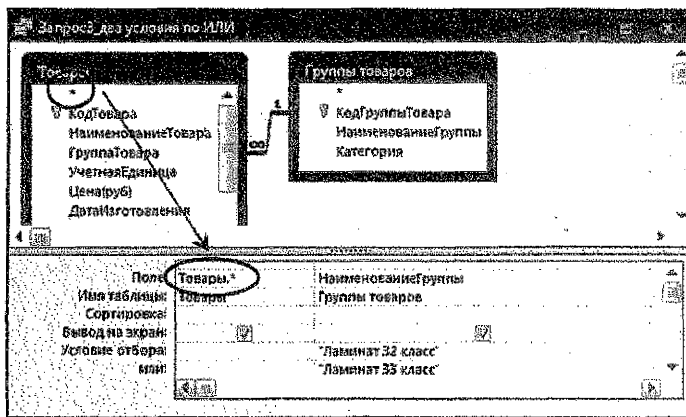 Запрос3_два условия по ИЛИ
Товары
*
КодТовара
НаименованиеТовара
ГруппаТовара
УчетнаяЕдиница
Цена(руб)
ДатаИзготовления
1
∞
Группы товаров
*
КодГруппыТовара
НаименованиеГруппы
Категория
Поле: Товары.* НаименованиеГруппы
Имя таблицы: Товары Группы товаров
Сортировка:
Вывод на экран:
Условие отбора: "Ламинат 32 класс"
или: "Ламинат 33 класс"